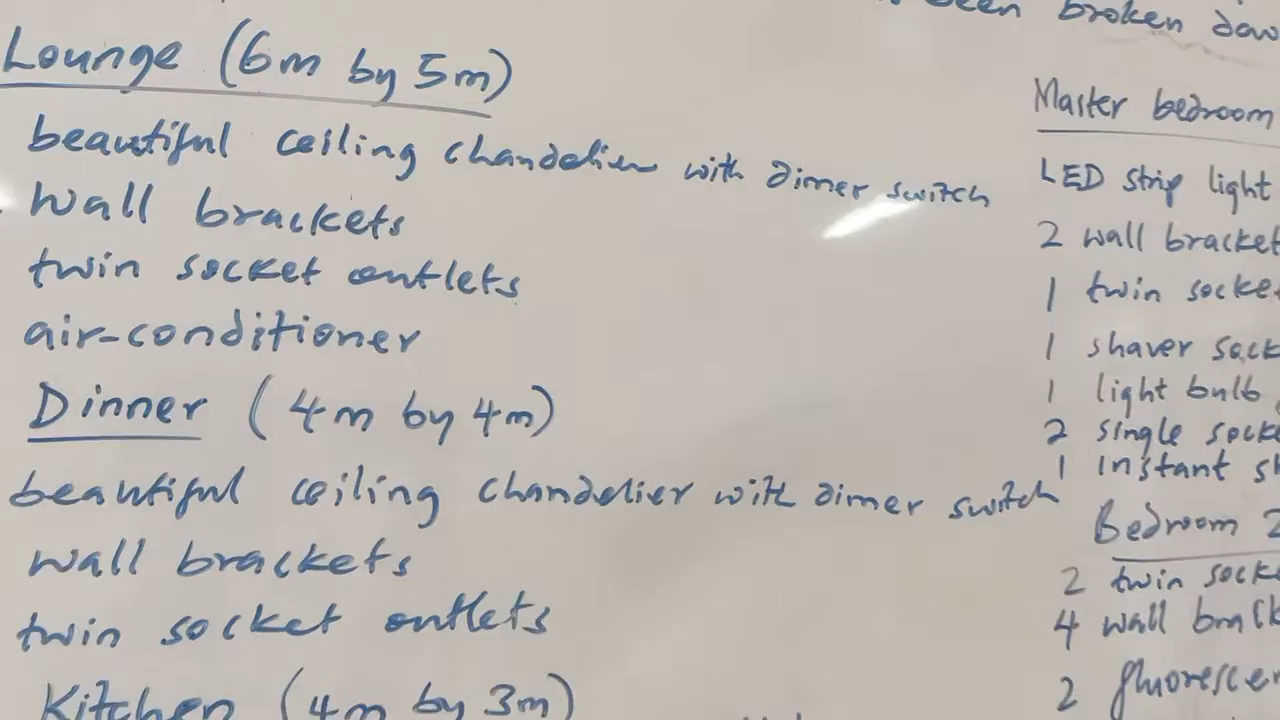 been broken dow
Lounge (6m by 5m)
beautiful ceiling chandelier with dimer switch
wall brackets
twin socket outlets
air-conditioner
Dinner (4m by 4m)
beautiful ceiling chandelier with dimer switch
wall brackets
twin socket outlets
Kitchen (4m by 3m)
Master bedroom
LED strip light
2 wall bracket
1 twin socke
1 shaver sock
1 light bulb
2 single sock
1 instant sh
Bedroom 2
2 twin sock
4 wall brack
2 fluorescen